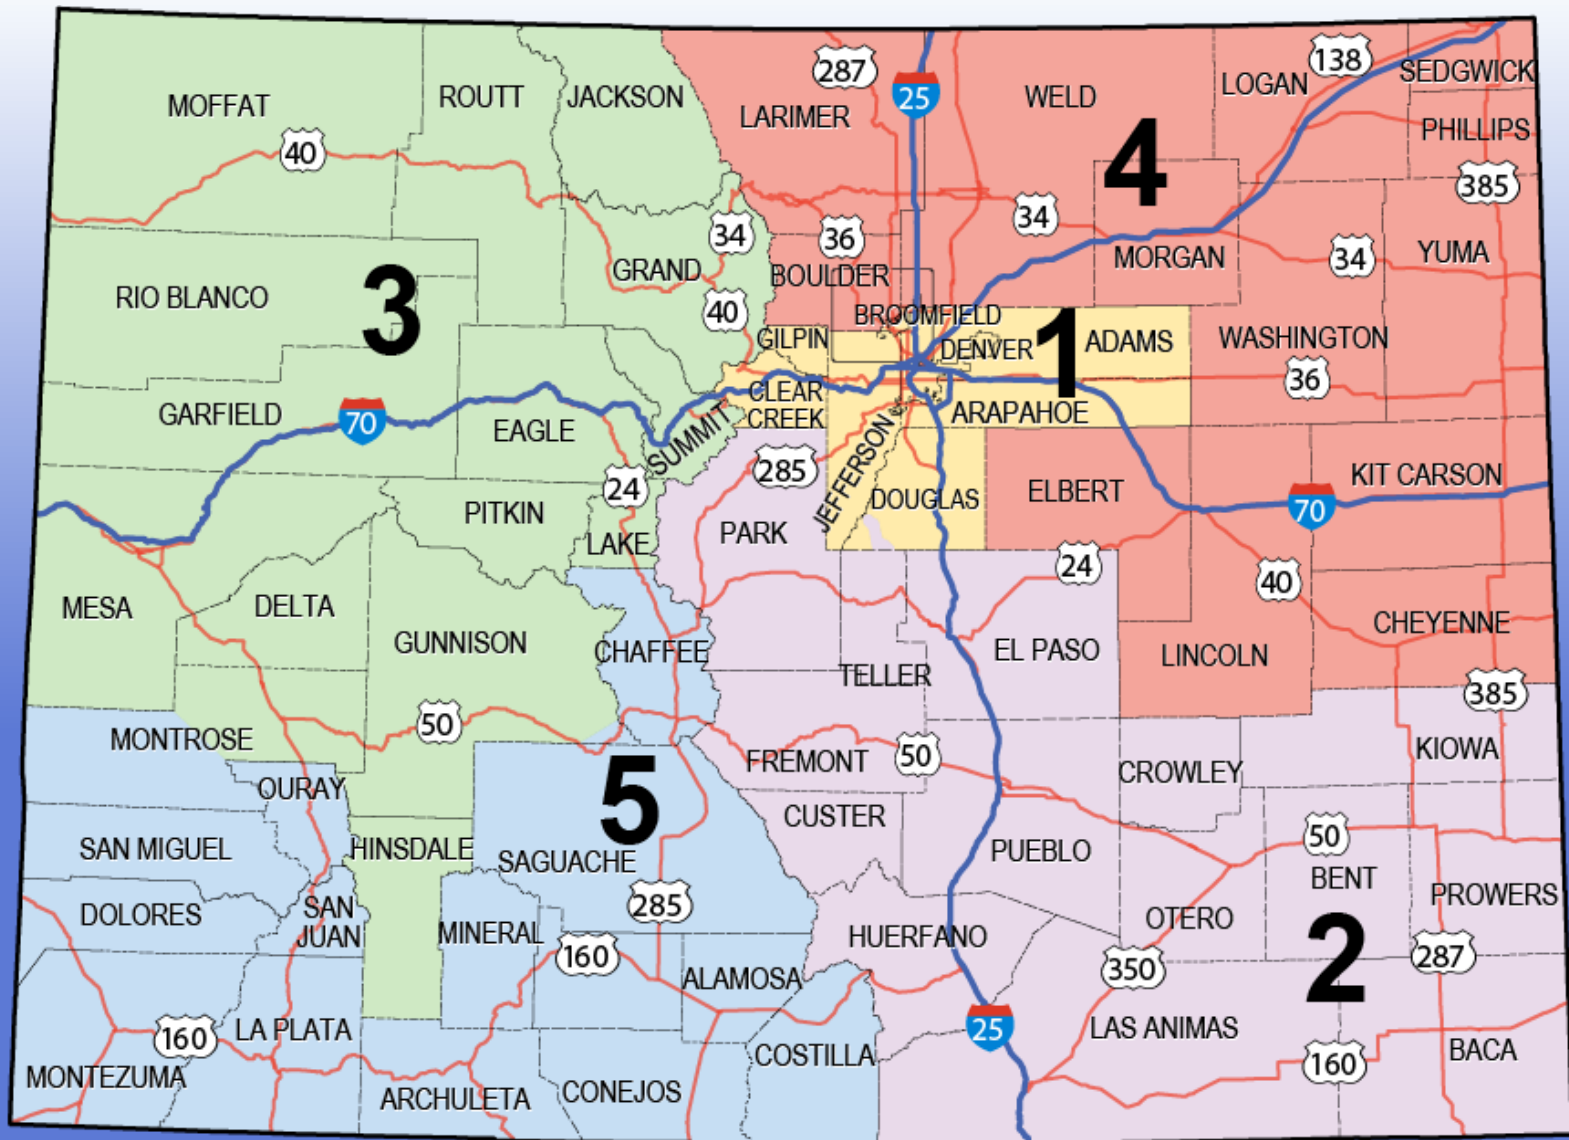 138
287
SEDGWICK
LOGAN
25
WELD
ROUTT
JACKSON
MOFFAT
LARIMER
PHILLIPS
40
4
385
34
34
36
YUMA
34
MORGAN
GRAND
BOULDER
RIO BLANCO
3
40
BROOMFIELD
GILPIN
DENVER
1
ADAMS
WASHINGTON
36
CLEAR
CREEK
GARFIELD
70
EAGLE
SUMMIT
ARAPAHOE
JEFFERSON
285
KIT CARSON
24
ELBERT
DOUGLAS
70
PITKIN
PARK
LAKE
24
40
MESA
DELTA
CHEYENNE
GUNNISON
CHAFFEE
EL PASO
LINCOLN
TELLER
385
50
MONTROSE
50
KIOWA
FREMONT
CROWLEY
OURAY
5
CUSTER
50
SAN MIGUEL
HINSDALE
SAGUACHE
PUEBLO
BENT
PROWERS
285
DOLORES
SAN
JUAN
MINERAL
OTERO
HUERFANO
160
287
2
350
ALAMOSA
25
LAS ANIMAS
LA PLATA
160
COSTILLA
BACA
160
MONTEZUMA
CONEJOS
ARCHULETA